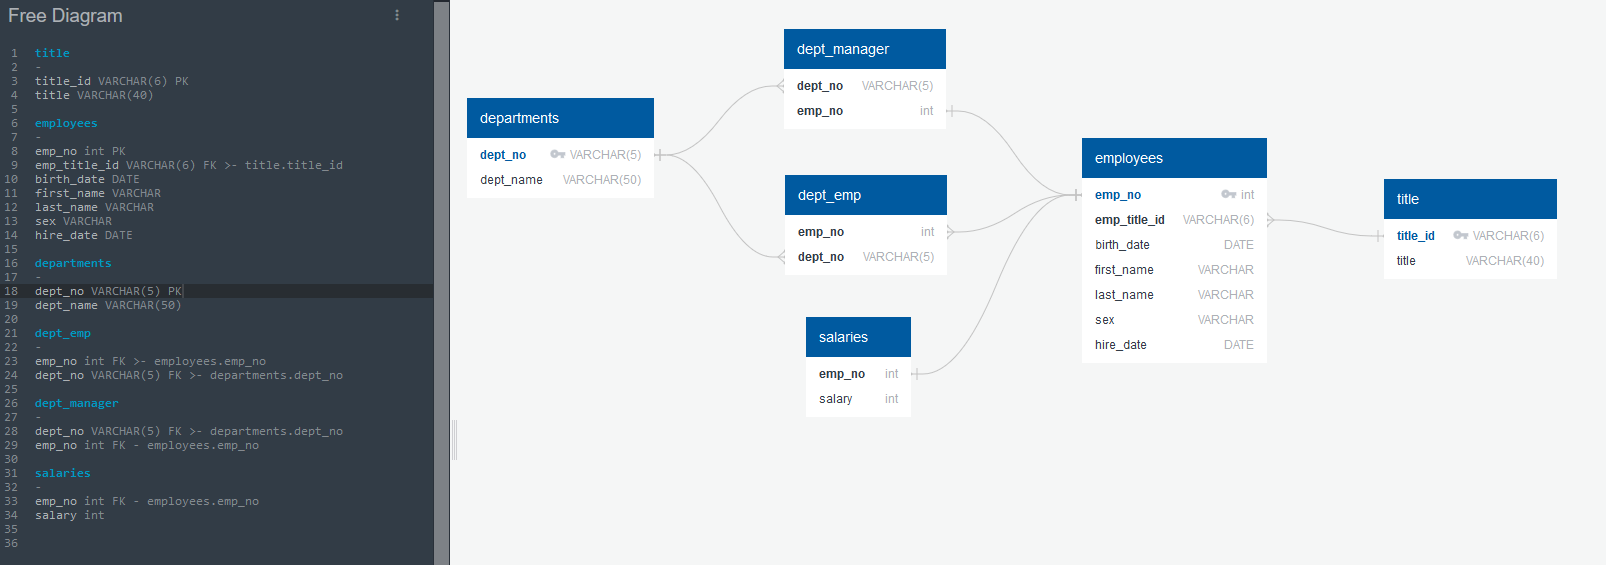 Free Diagram
1 title
2 -
3 title_id VARCHAR(6) PK
4 title VARCHAR(40)
5
6 employees
7 -
8 emp_no int PK
9 emp_title_id VARCHAR(6) FK >- title.title_id
10 birth_date DATE
11 first_name VARCHAR
12 last_name VARCHAR
13 sex VARCHAR
14 hire_date DATE
15
16 departments
17 -
18 dept_no VARCHAR(5) PK
19 dept_name VARCHAR(50)
20
21 dept_emp
22 -
23 emp_no int FK >- employees.emp_no
24 dept_no VARCHAR(5) FK >- departments.dept_no
25
26 dept_manager
27 -
28 dept_no VARCHAR(5) FK >- departments.dept_no
29 emp_no int FK - employees.emp_no
30
31 salaries
32 -
33 emp_no int FK - employees.emp_no
34 salary int
35
36
departments
dept_no VARCHAR(5)
dept_name VARCHAR(50)
dept_manager
dept_no VARCHAR(5)
emp_no int
dept_emp
emp_no int
dept_no VARCHAR(5)
salaries
emp_no int
salary int
employees
emp_no int
emp_title_id VARCHAR(6)
birth_date DATE
first_name VARCHAR
last_name VARCHAR
sex VARCHAR
hire_date DATE
title
title_id VARCHAR(6)
title VARCHAR(40)